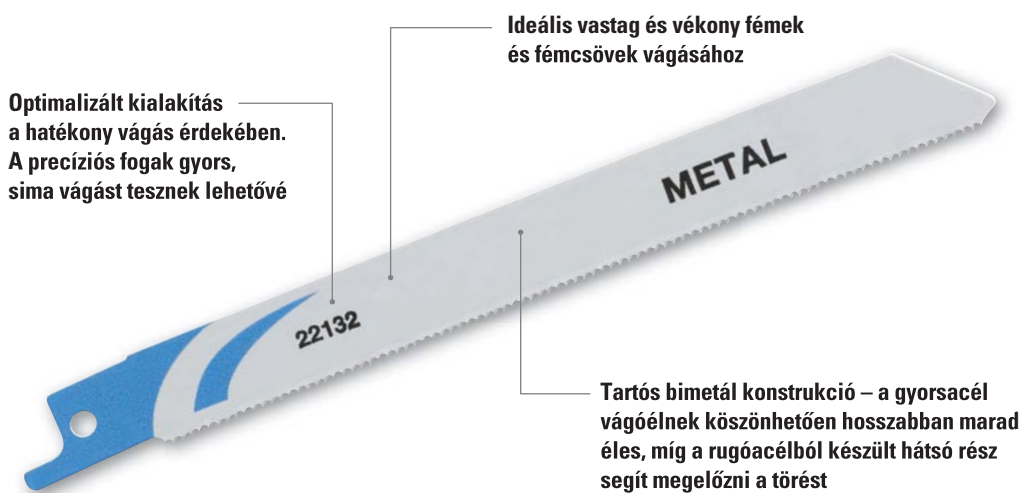 Ideális vastag és vékony fémek
és fémcsövek vágásához
Optimalizált kialakítás
a hatékony vágás érdekében.
A precíziós fogak gyors,
sima vágást tesznek lehetővé
METAL
22132
Tartós bimetál konstrukció – a gyorsacél
vágóélnek köszönhetően hosszabban marad
éles, míg a rugóacélból készült hátsó rész
segít megelőzni a törést